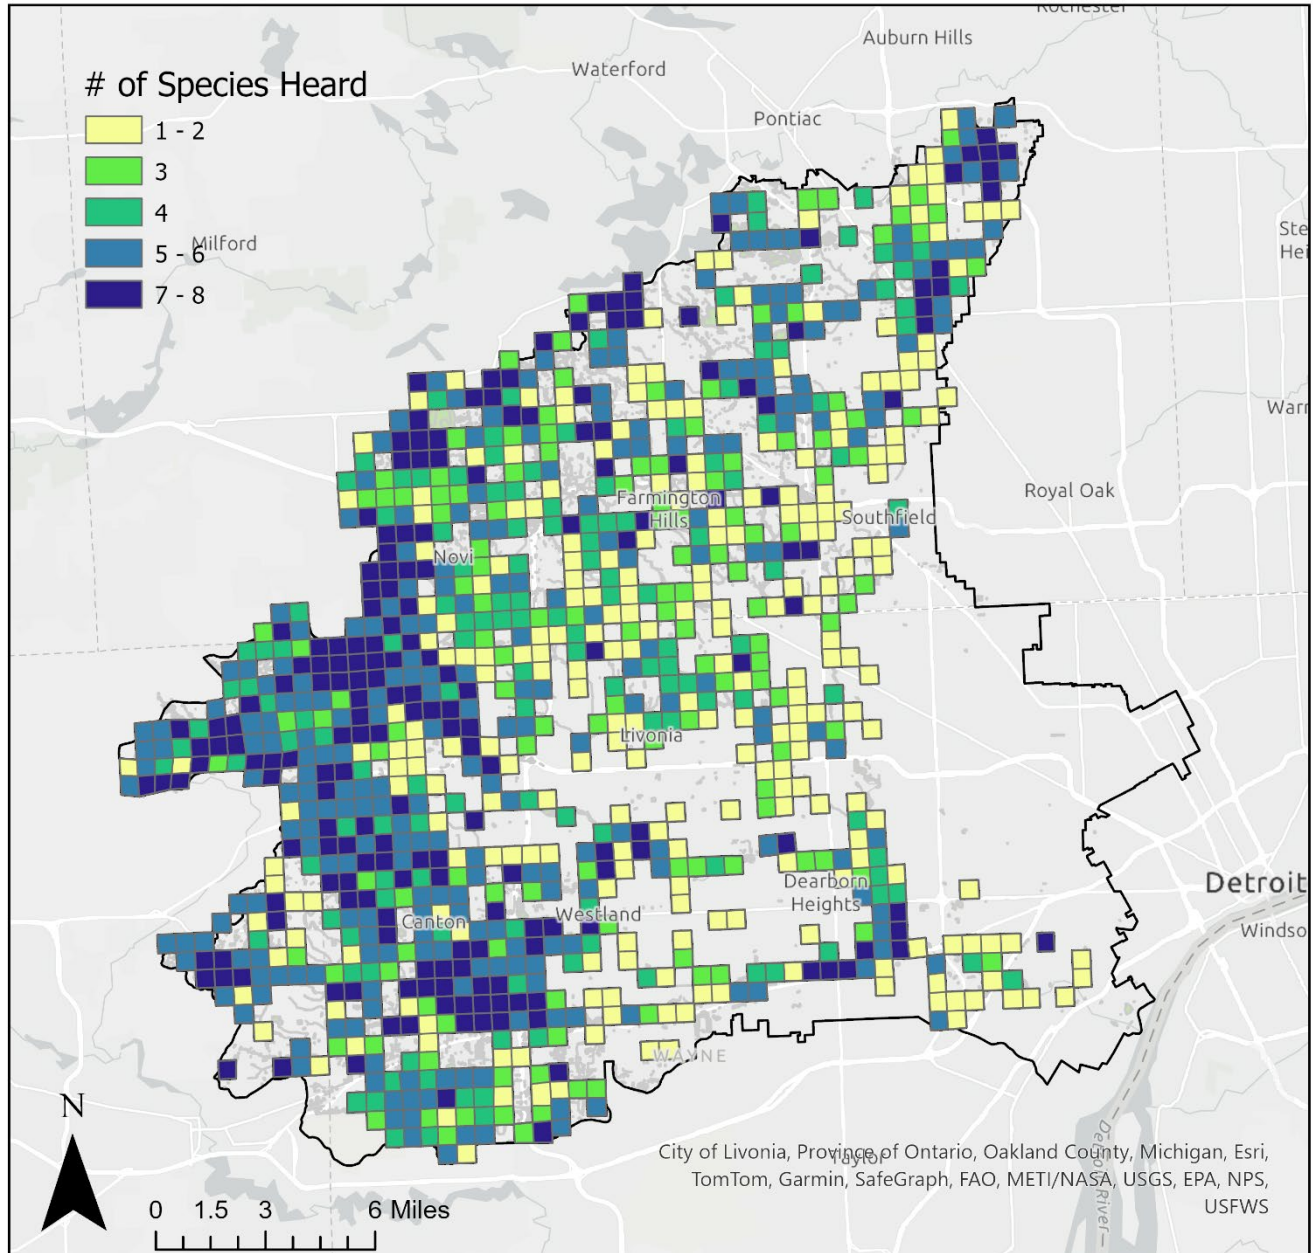 Rochester
Auburn Hills
Waterford
# of Species Heard
1 - 2
Pontiac
3
4
5 - 6
Milford
7 - 8
Ste
Hei
Warr
Royal Oak
Farmington
Hills
Southfield
Novi
Livonia
Dearborn
Heights
Detroit
Canton
Westland
Windso
WAYNE
N
City of Livonia, Province of Ontario, Oakland County, Michigan, Esri,
Taylor
TomTom, Garmin, SafeGraph, FAO, METI/NASA, USGS, EPA, NPS,
USFWS
Detroit River
0 1.5 3 6 Miles